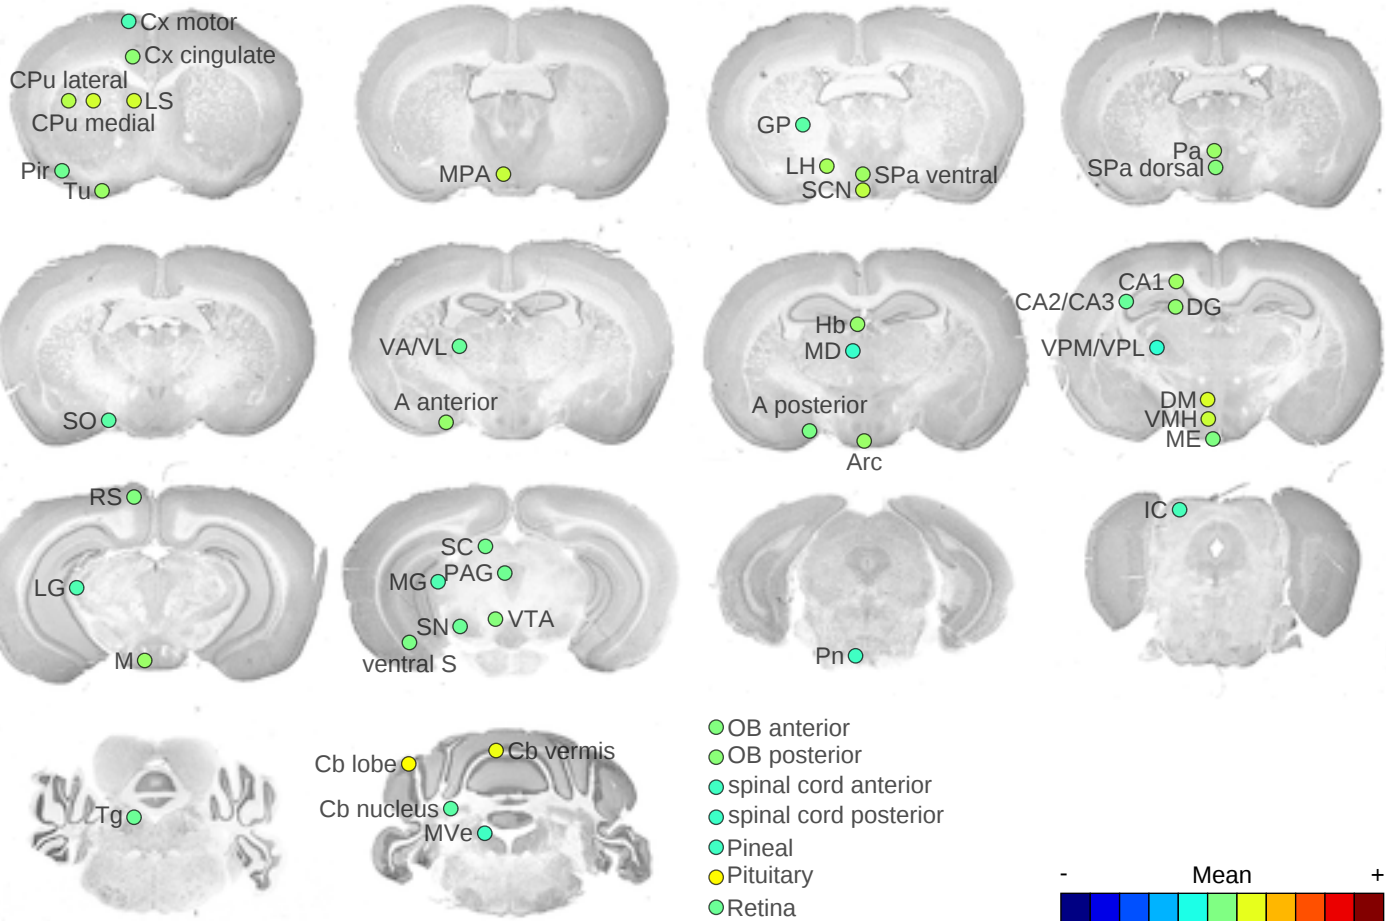 Cx motor
Cx cingulate
CPu lateral
LS
CPu medial
Pir
Tu
MPA
GP
LH
SPa ventral
SCN
Pa
SPa dorsal
SO
VA/VL
A anterior
Hb
MD
A posterior
Arc
CA1
CA2/CA3
DG
VPM/VPL
DM
VMH
ME
RS
LG
M
SC
PAG
MG
SN
VTA
ventral S
Pn
IC
Tg
Cb lobe
Cb vermis
Cb nucleus
MVe
OB anterior
OB posterior
spinal cord anterior
spinal cord posterior
Pineal
Pituitary
Retina
- Mean +